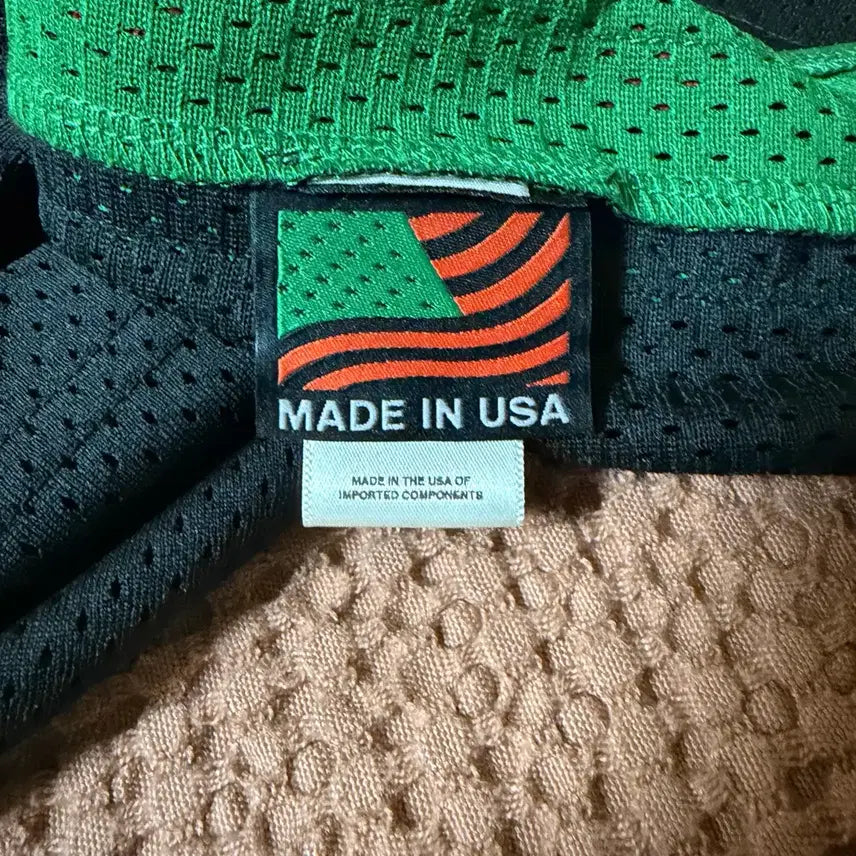 MADE IN USA
MADE IN THE USA OF
IMPORTED COMPONENTS